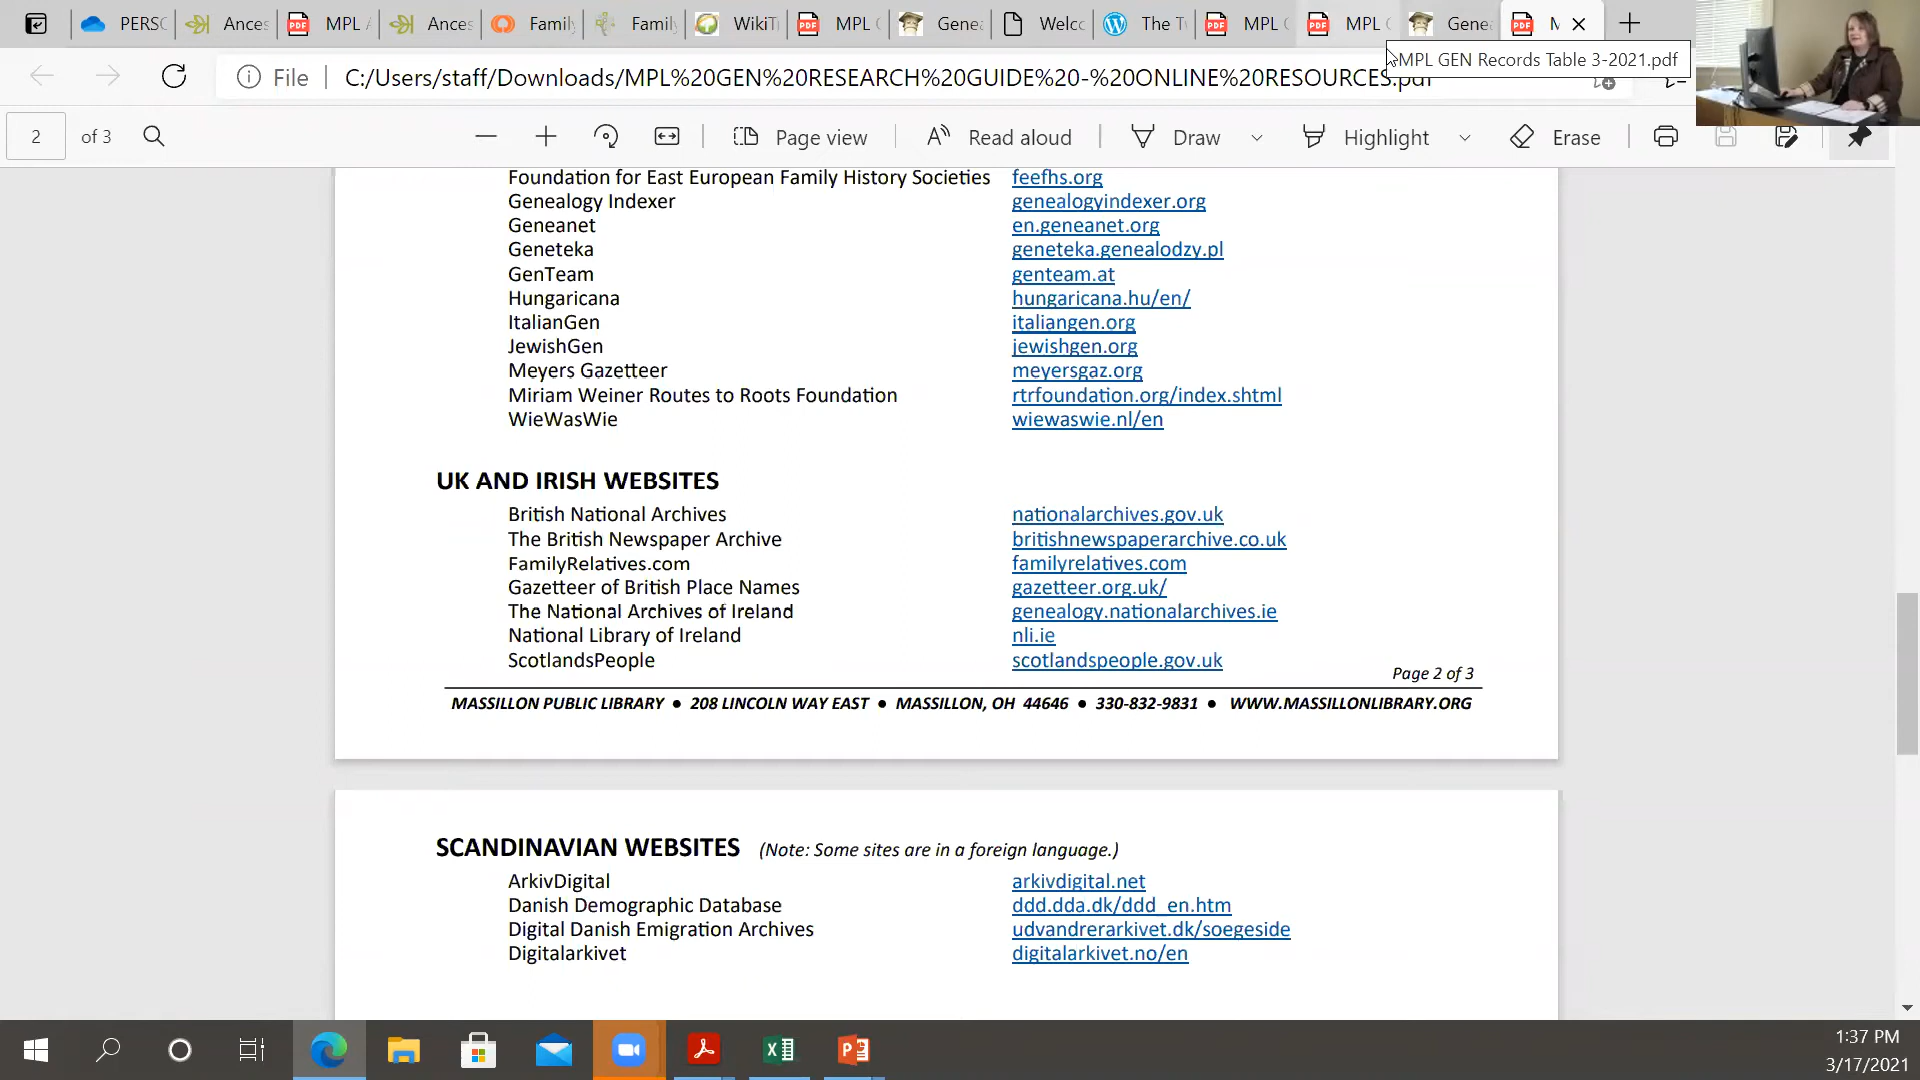 PERSO
Ances
MPL A
Ances
Family
Family
WikiTr
MPL G
Genea
Welco
The Tw
MPL G
MPL G
Genea
M
MPL GEN Records Table 3-2021.pdf
File
C:/Users/staff/Downloads/MPL%20GEN%20RESEARCH%20GUIDE%20-%20ONLINE%20RESOURCES.pdf
2 of 3
Page view
Read aloud
Draw
Highlight
Erase
Foundation for East European Family History Societies feefhs.org
Genealogy Indexer genealogyindexer.org
Geneanet en.geneanet.org
Geneteka geneteka.genealodzy.pl
GenTeam genteam.at
Hungaricana hungaricana.hu/en/
ItalianGen italiangen.org
JewishGen jewishgen.org
Meyers Gazetteer meyersgaz.org
Miriam Weiner Routes to Roots Foundation rtrfoundation.org/index.shtml
WieWasWie wiewaswie.nl/en
UK AND IRISH WEBSITES
British National Archives nationalarchives.gov.uk
The British Newspaper Archive britishnewspaperarchive.co.uk
FamilyRelatives.com familyrelatives.com
Gazetteer of British Place Names gazetteer.org.uk/
The National Archives of Ireland genealogy.nationalarchives.ie
National Library of Ireland nli.ie
ScotlandsPeople scotlandspeople.gov.uk
Page 2 of 3
MASSILLON PUBLIC LIBRARY ● 208 LINCOLN WAY EAST ● MASSILLON, OH 44646 ● 330-832-9831 ● WWW.MASSILLONLIBRARY.ORG
SCANDINAVIAN WEBSITES (Note: Some sites are in a foreign language.)
ArkivDigital arkivdigital.net
Danish Demographic Database ddd.dda.dk/ddd_en.htm
Digital Danish Emigration Archives udvandrerarkivet.dk/soegeside
Digitalarkivet digitalarkivet.no/en
1:37 PM
3/17/2021